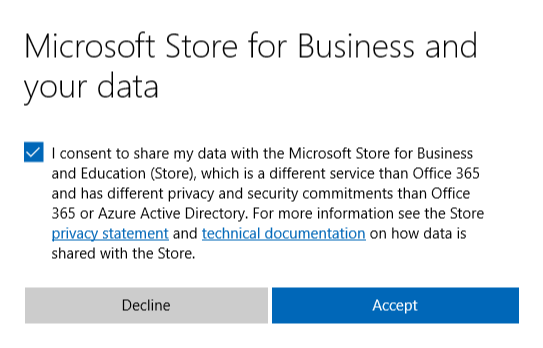 Microsoft Store for Business and
your data
I consent to share my data with the Microsoft Store for Business
and Education (Store), which is a different service than Office 365
and has different privacy and security commitments than Office
365 or Azure Active Directory. For more information see the Store
privacy statement and technical documentation on how data is
shared with the Store.
Decline
Accept